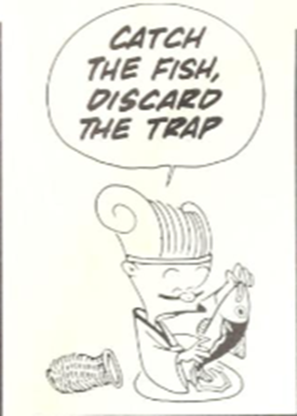 CATCH
THE FISH,
DISCARD
THE TRAP